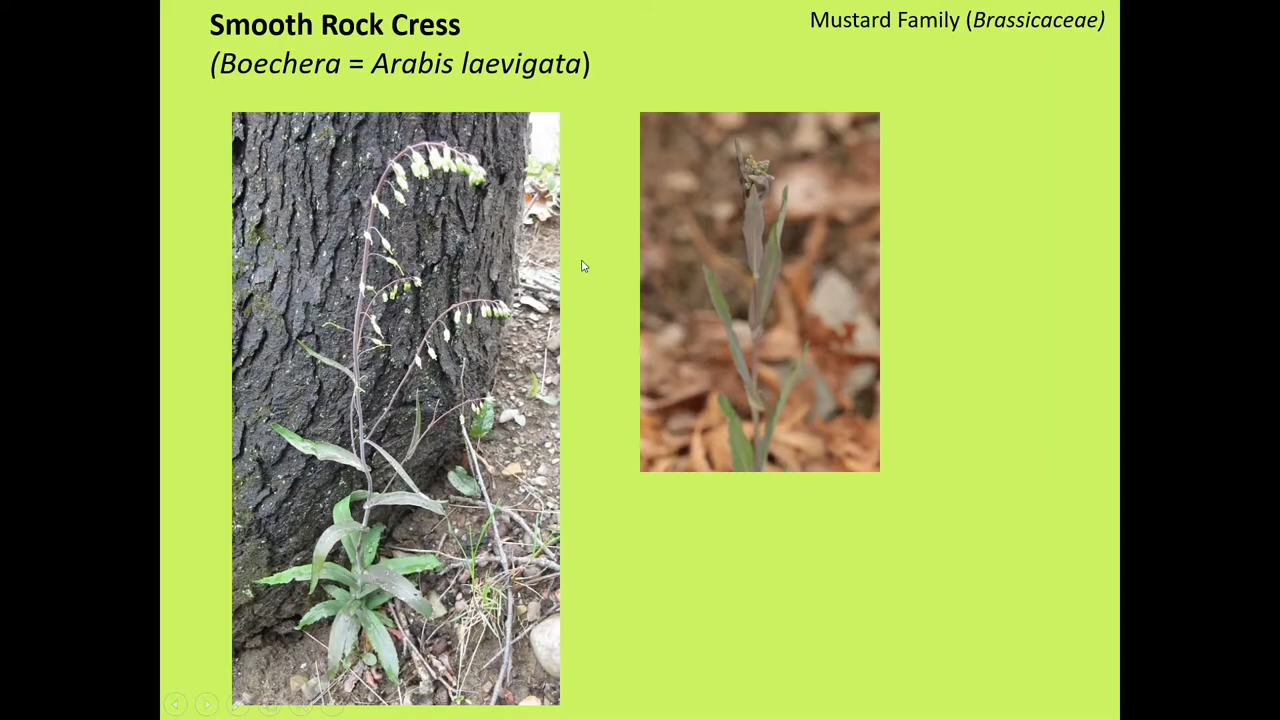 Smooth Rock Cress
(Boechera = Arabis laevigata)
Mustard Family (Brassicaceae)